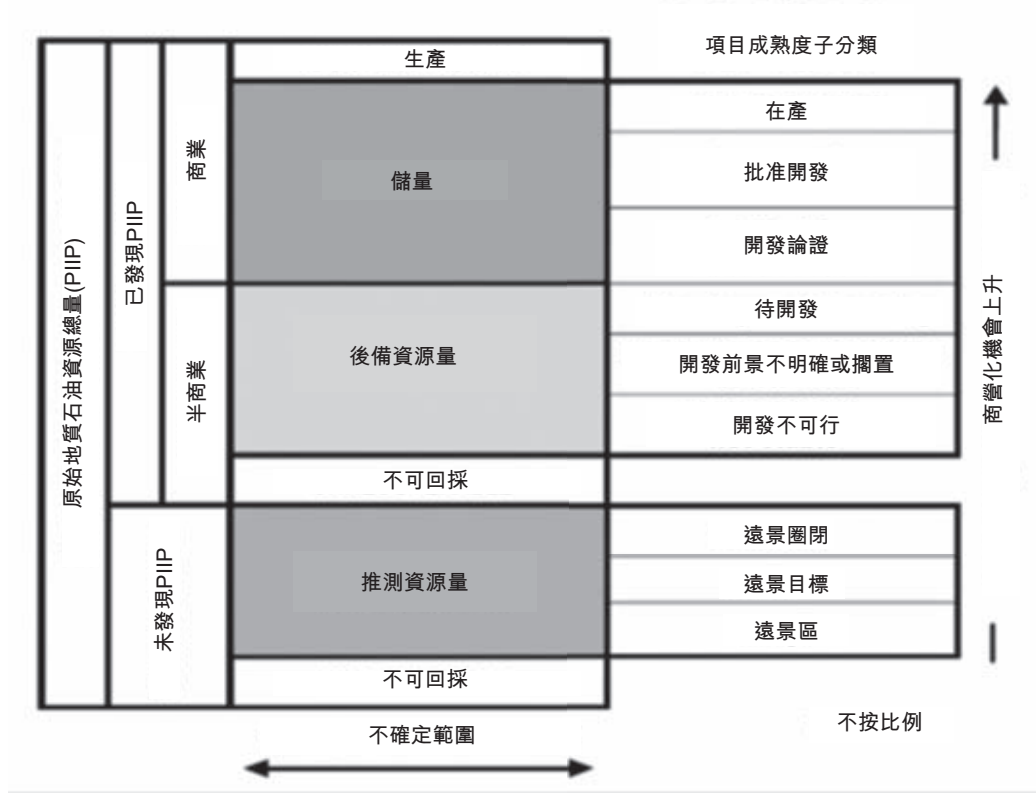 項目成熟度子分類
生產
在產
商業
儲量
批准開發
開發論證
原始地質石油資源總量(PIIP)
已發現PIIP
半商業
後備資源量
待開發
開發前景不明確或擱置
開發不可行
商營化機會上升
不可回採
未發現PIIP
推測資源量
遠景圈閉
遠景目標
遠景區
不可回採
不確定範圍
不按比例